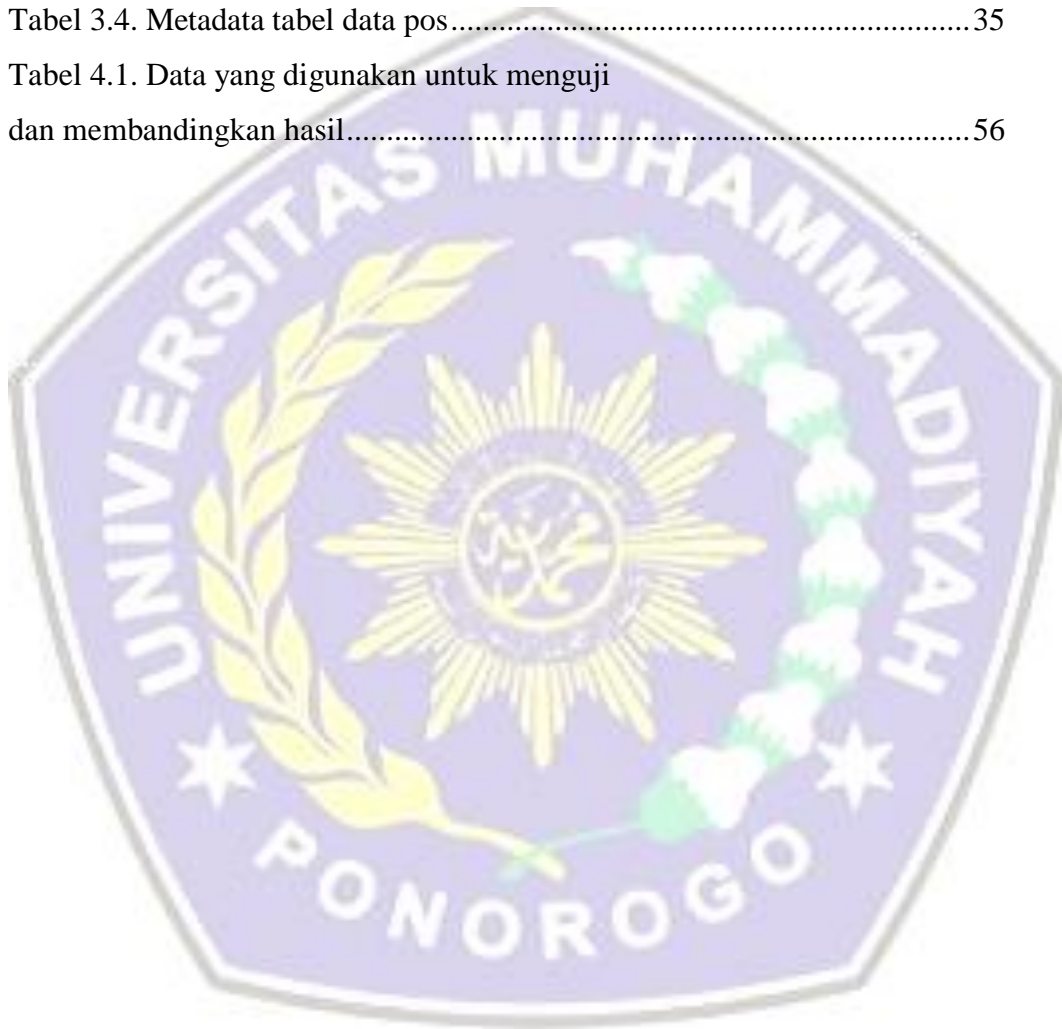 Tabel 3.4. Metadata tabel data pos....................................................................35
Tabel 4.1. Data yang digunakan untuk menguji
dan membandingkan hasil.................................................................................56
UNIVERSITAS MUHAMMADIYAH
PONOROGO